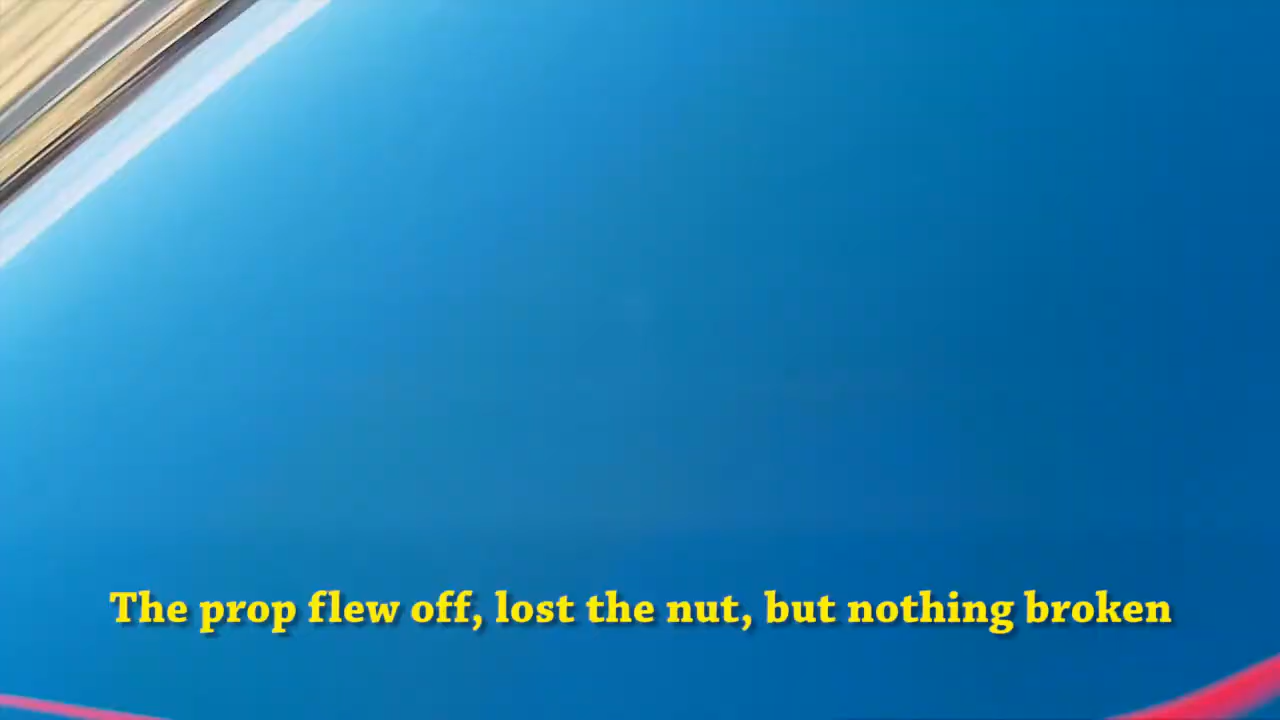 The prop flew off, lost the nut, but nothing broken